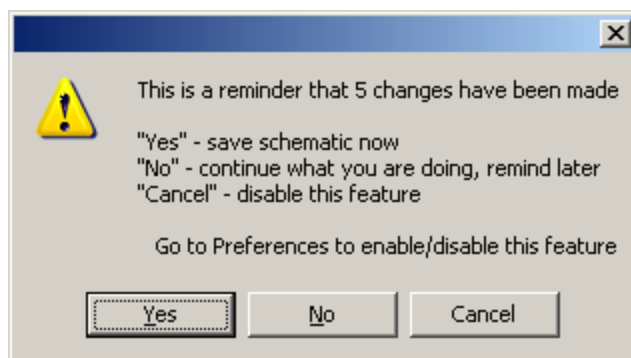 This is a reminder that 5 changes have been made
"Yes" - save schematic now
"No" - continue what you are doing, remind later
"Cancel" - disable this feature
Go to Preferences to enable/disable this feature
Yes
No
Cancel